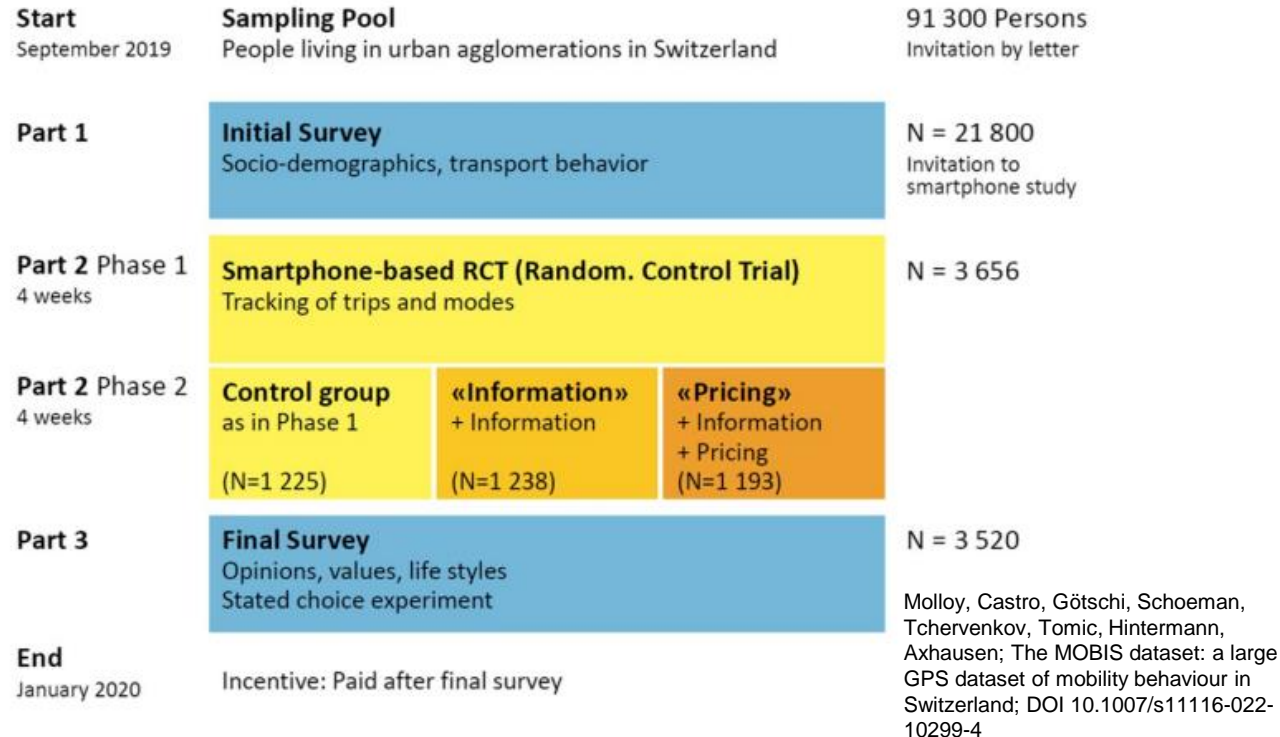 Start
September 2019
Sampling Pool
People living in urban agglomerations in Switzerland
91 300 Persons
Invitation by letter
Part 1
Initial Survey
Socio-demographics, transport behavior
N = 21 800
Invitation to
smartphone study
Part 2 Phase 1
4 weeks
Smartphone-based RCT (Random. Control Trial)
Tracking of trips and modes
N = 3 656
Part 2 Phase 2
4 weeks
Control group
as in Phase 1
(N=1 225)
«Information»
+ Information
(N=1 238)
«Pricing»
+ Information
+ Pricing
(N=1 193)
Part 3
Final Survey
Opinions, values, life styles
Stated choice experiment
N = 3 520
End
January 2020
Incentive: Paid after final survey
Molloy, Castro, Götschi, Schoeman,
Tchervenkov, Tomic, Hintermann,
Axhausen; The MOBIS dataset: a large
GPS dataset of mobility behaviour in
Switzerland; DOI 10.1007/s11116-022-
10299-4